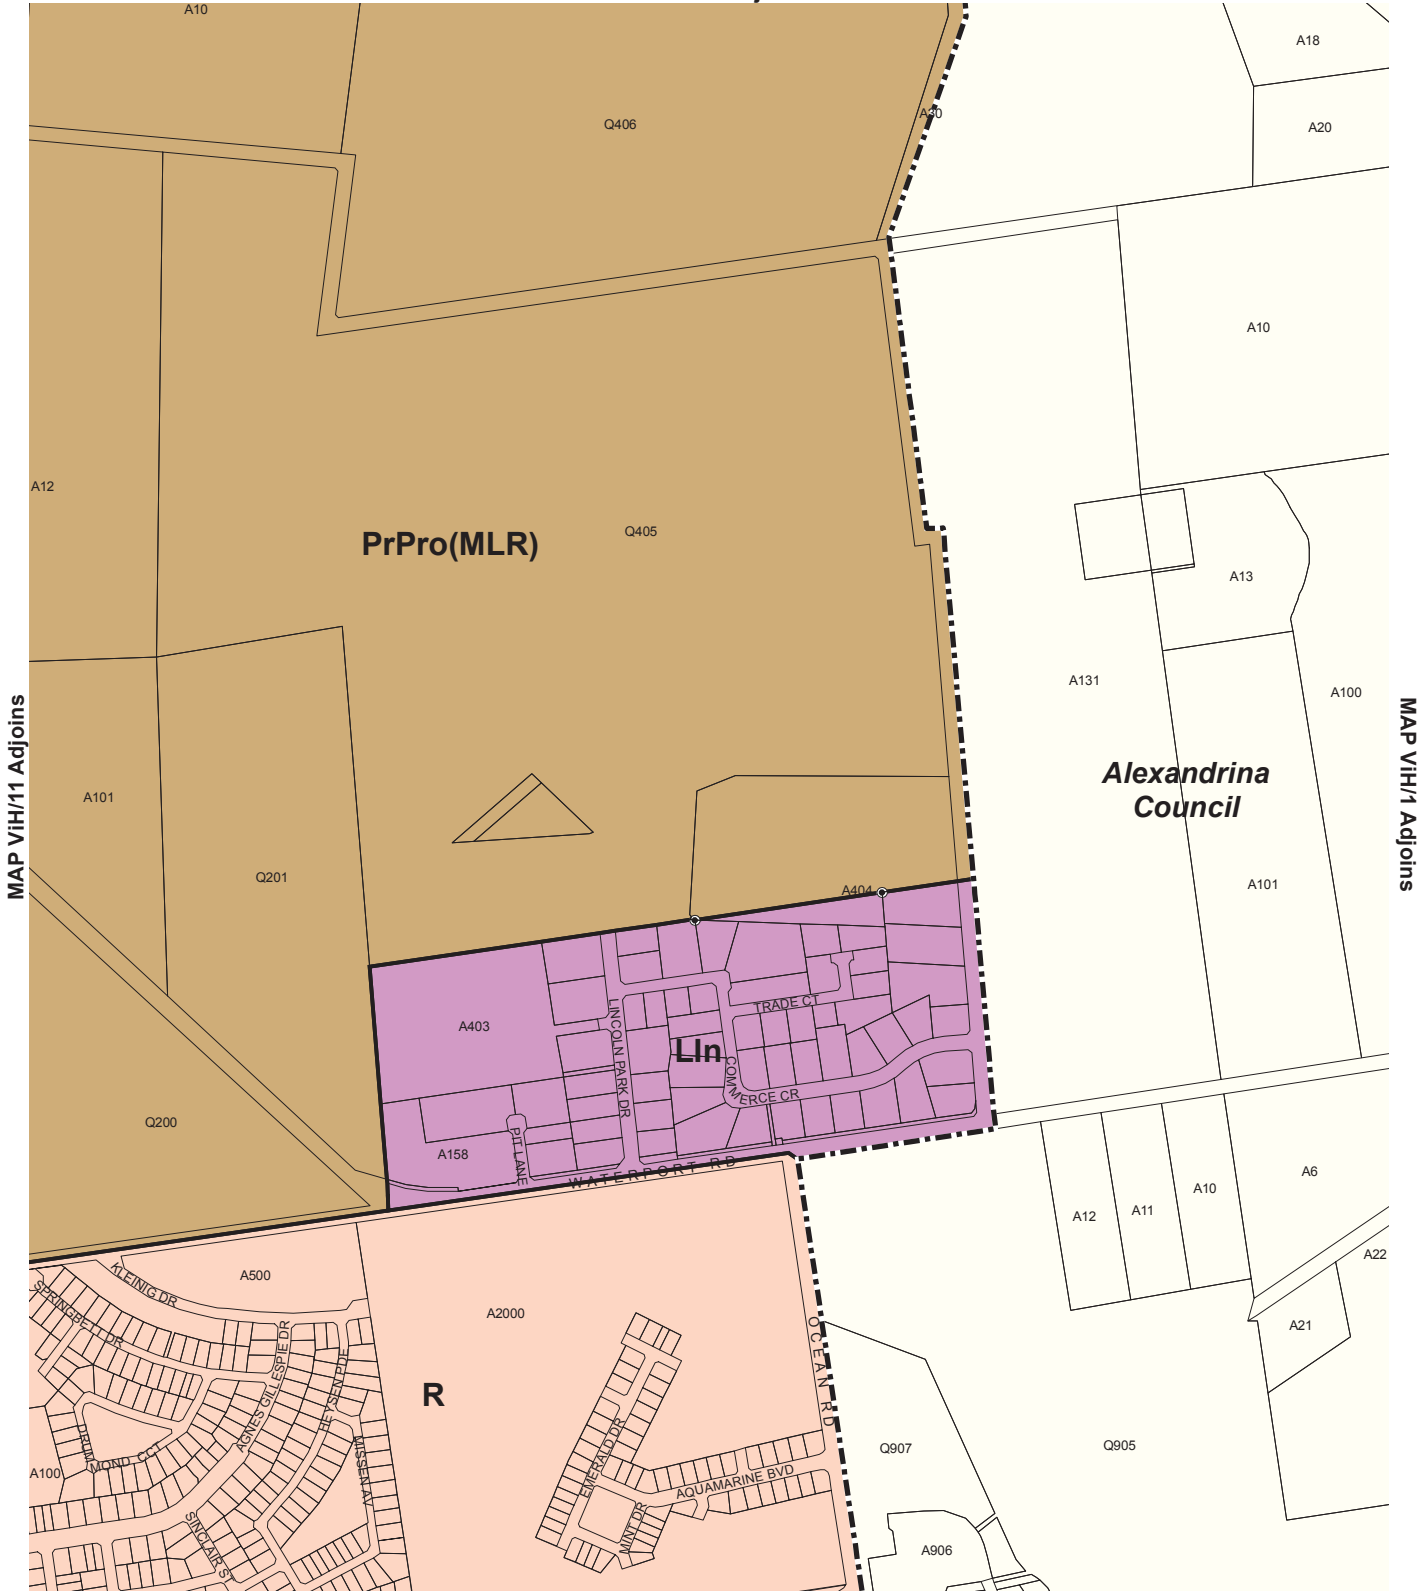 A10
A18
Q406
A30
A20
A10
A12
Q405
PrPro(MLR)
A13
A131
A100
MAP ViH/11 Adjoins
MAP ViH/1 Adjoins
Alexandrina
Council
A101
Q201
A404
A101
A403
TRADE CT
LINCOLN PARK DR
LIn
COMMERCE CR
Q200
A158
PIT LANE
WATERPORT RD
A6
A10
A11
A12
A22
A500
KLEINIG DR
SPRINGBETT DR
A2000
A21
OCEAN RD
AGNES GILLESPIE DR
HEYSEN PDE
R
DRUMMOND CCT
MISSEN AV
EMERALD DR
Q907
Q905
A100
AQUAMARINE BVD
MINT DR
SINCLAIR ST
A906